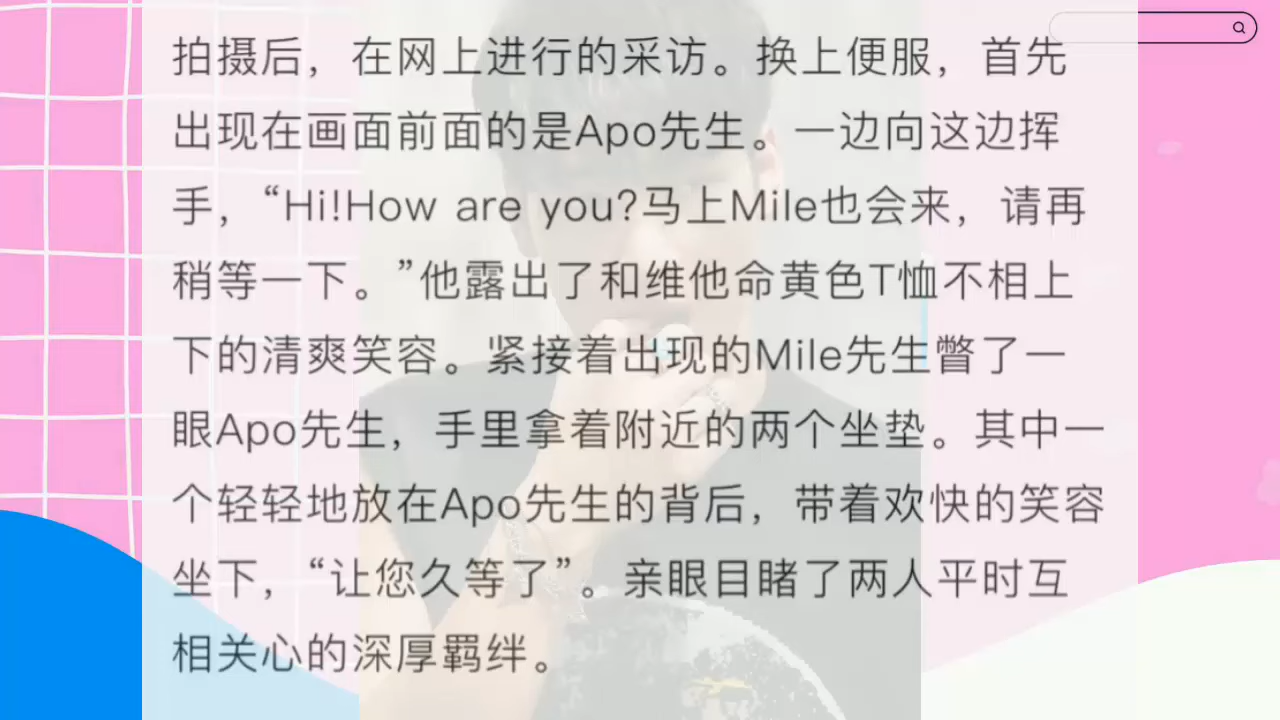 拍摄后，在网上进行的采访。换上便服，首先
出现在画面前面的是Apo先生。一边向这边挥
手，“Hi!How are you?马上Mile也会来，请再
稍等一下。”他露出了和维他命黄色T恤不相上
下的清爽笑容。紧接着出现的Mile先生瞥了一
眼Apo先生，手里拿着附近的两个坐垫。其中一
个轻轻地放在Apo先生的背后，带着欢快的笑容
坐下，“让您久等了”。亲眼目睹了两人平时互
相关心的深厚羁绊。